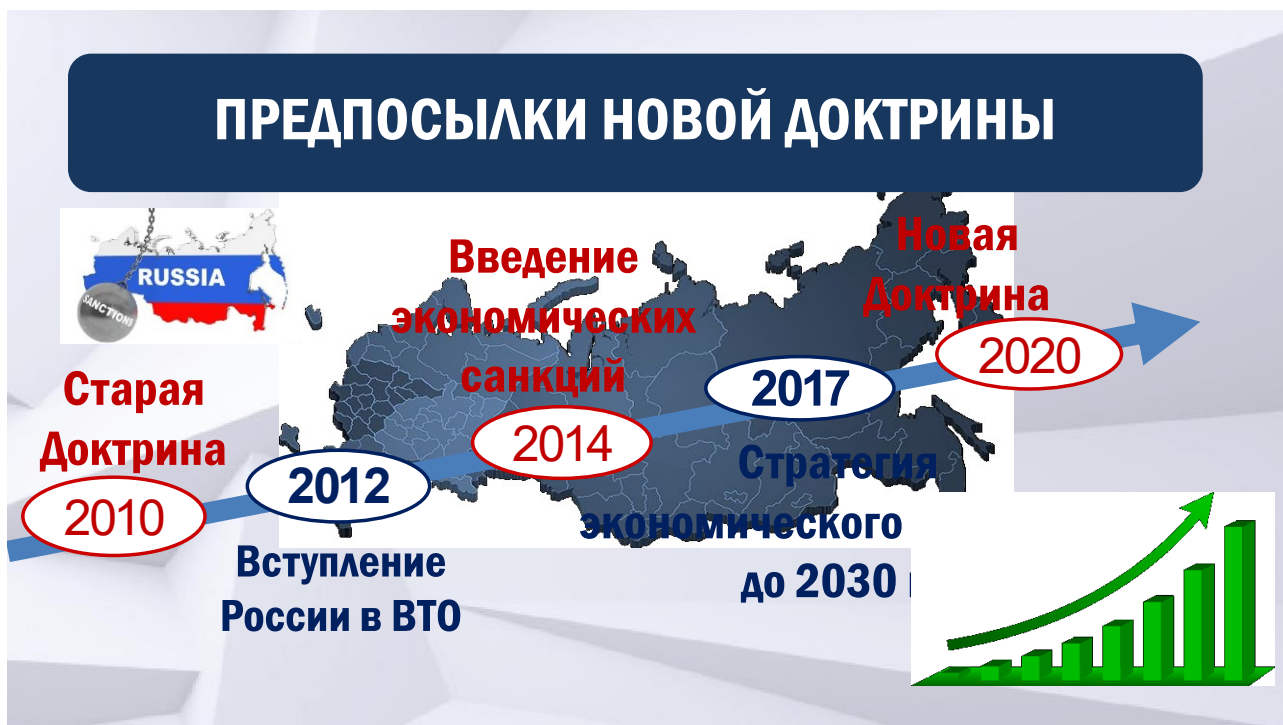 ПРЕДПОСЫЛКИ НОВОЙ ДОКТРИНЫ
RUSSIA
SANCTIONS
Старая
Доктрина
2010
2012
Вступление
России в ВТО
Введение
экономических
санкций
2014
2017
Стратегия
экономического
до 2030
Новая
Доктрина
2020